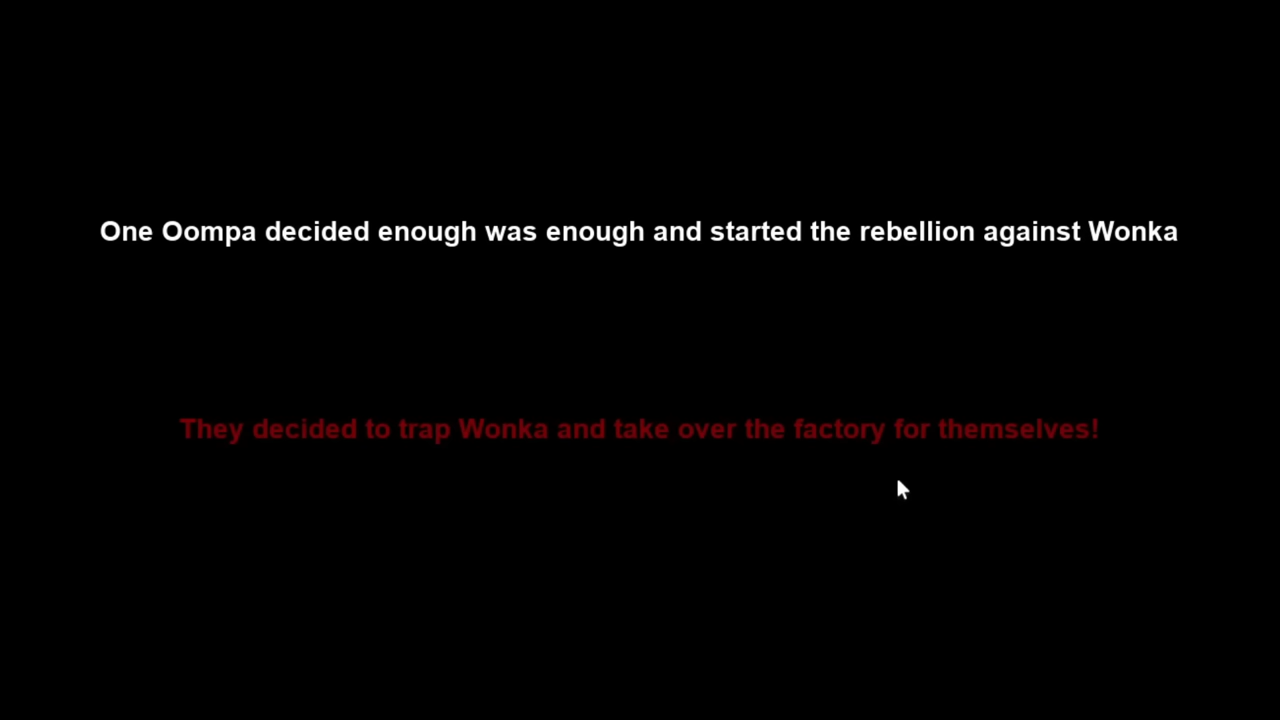 One Oompa decided enough was enough and started the rebellion against Wonka
They decided to trap Wonka and take over the factory for themselves!